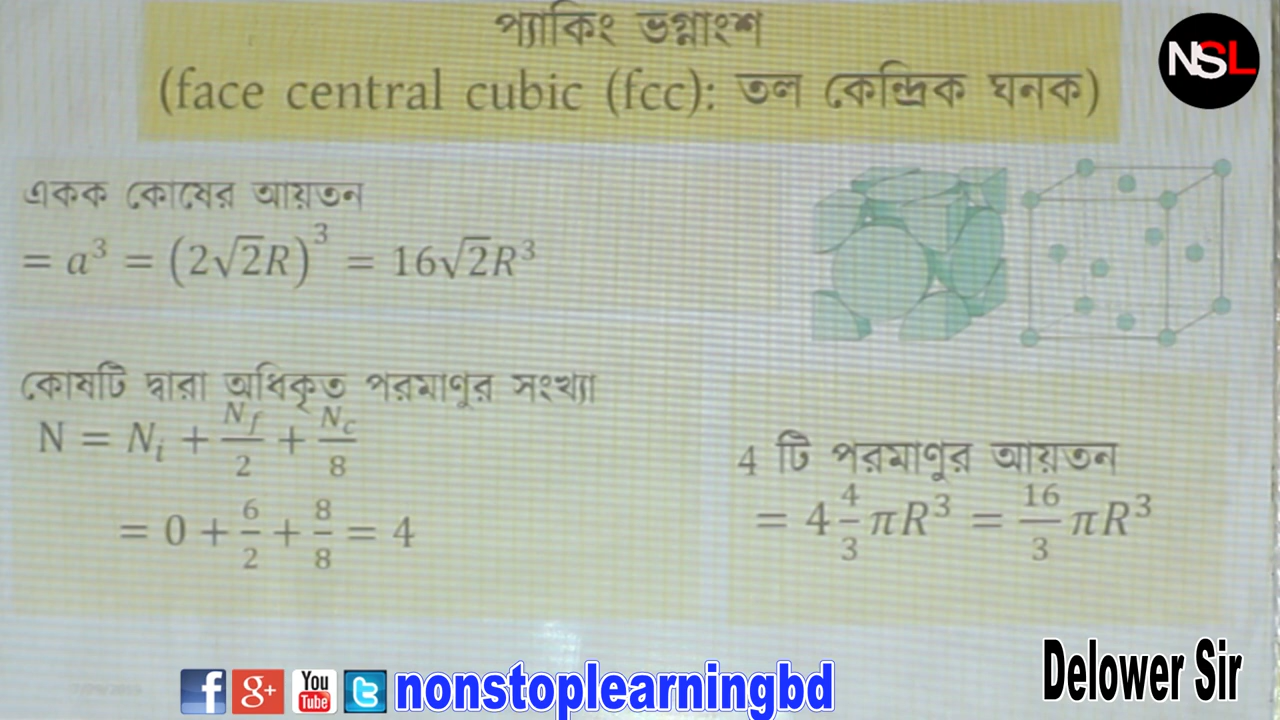 প্যাকিং ভগ্নাংশ
(face central cubic (fcc): তল কেন্দ্রিক ঘনক)
NSL
একক কোষের আয়তন
= a³ = (2√2R)³ = 16√2R³
কোষটি দ্বারা অধিকৃত পরমাণুর সংখ্যা
N = Nᵢ + N_f/2 + N_c/8
= 0 + 6/2 + 8/8 = 4
4 টি পরমাণুর আয়তন
= 4 4/3 πR³ = 16/3 πR³
f g+ You Tube t nonstoplearningbd
Delower Sir